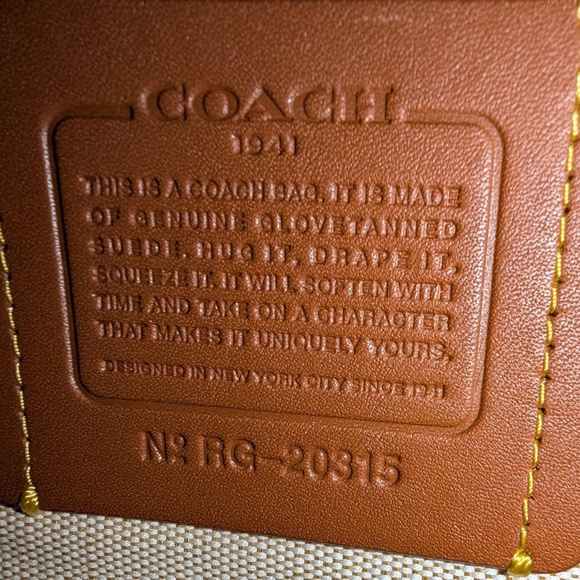 COACH
1941
THIS IS A COACH BAG. IT IS MADE
OF GENUINE GLOVETANNED
SUEDE. HUG IT, DRAPE IT,
SQUEEZE IT. IT WILL SOFTEN WITH
TIME AND TAKE ON A CHARACTER
THAT MAKES IT UNIQUELY YOURS.
DESIGNED IN NEW YORK CITY SINCE 1941
Nº RG-20315